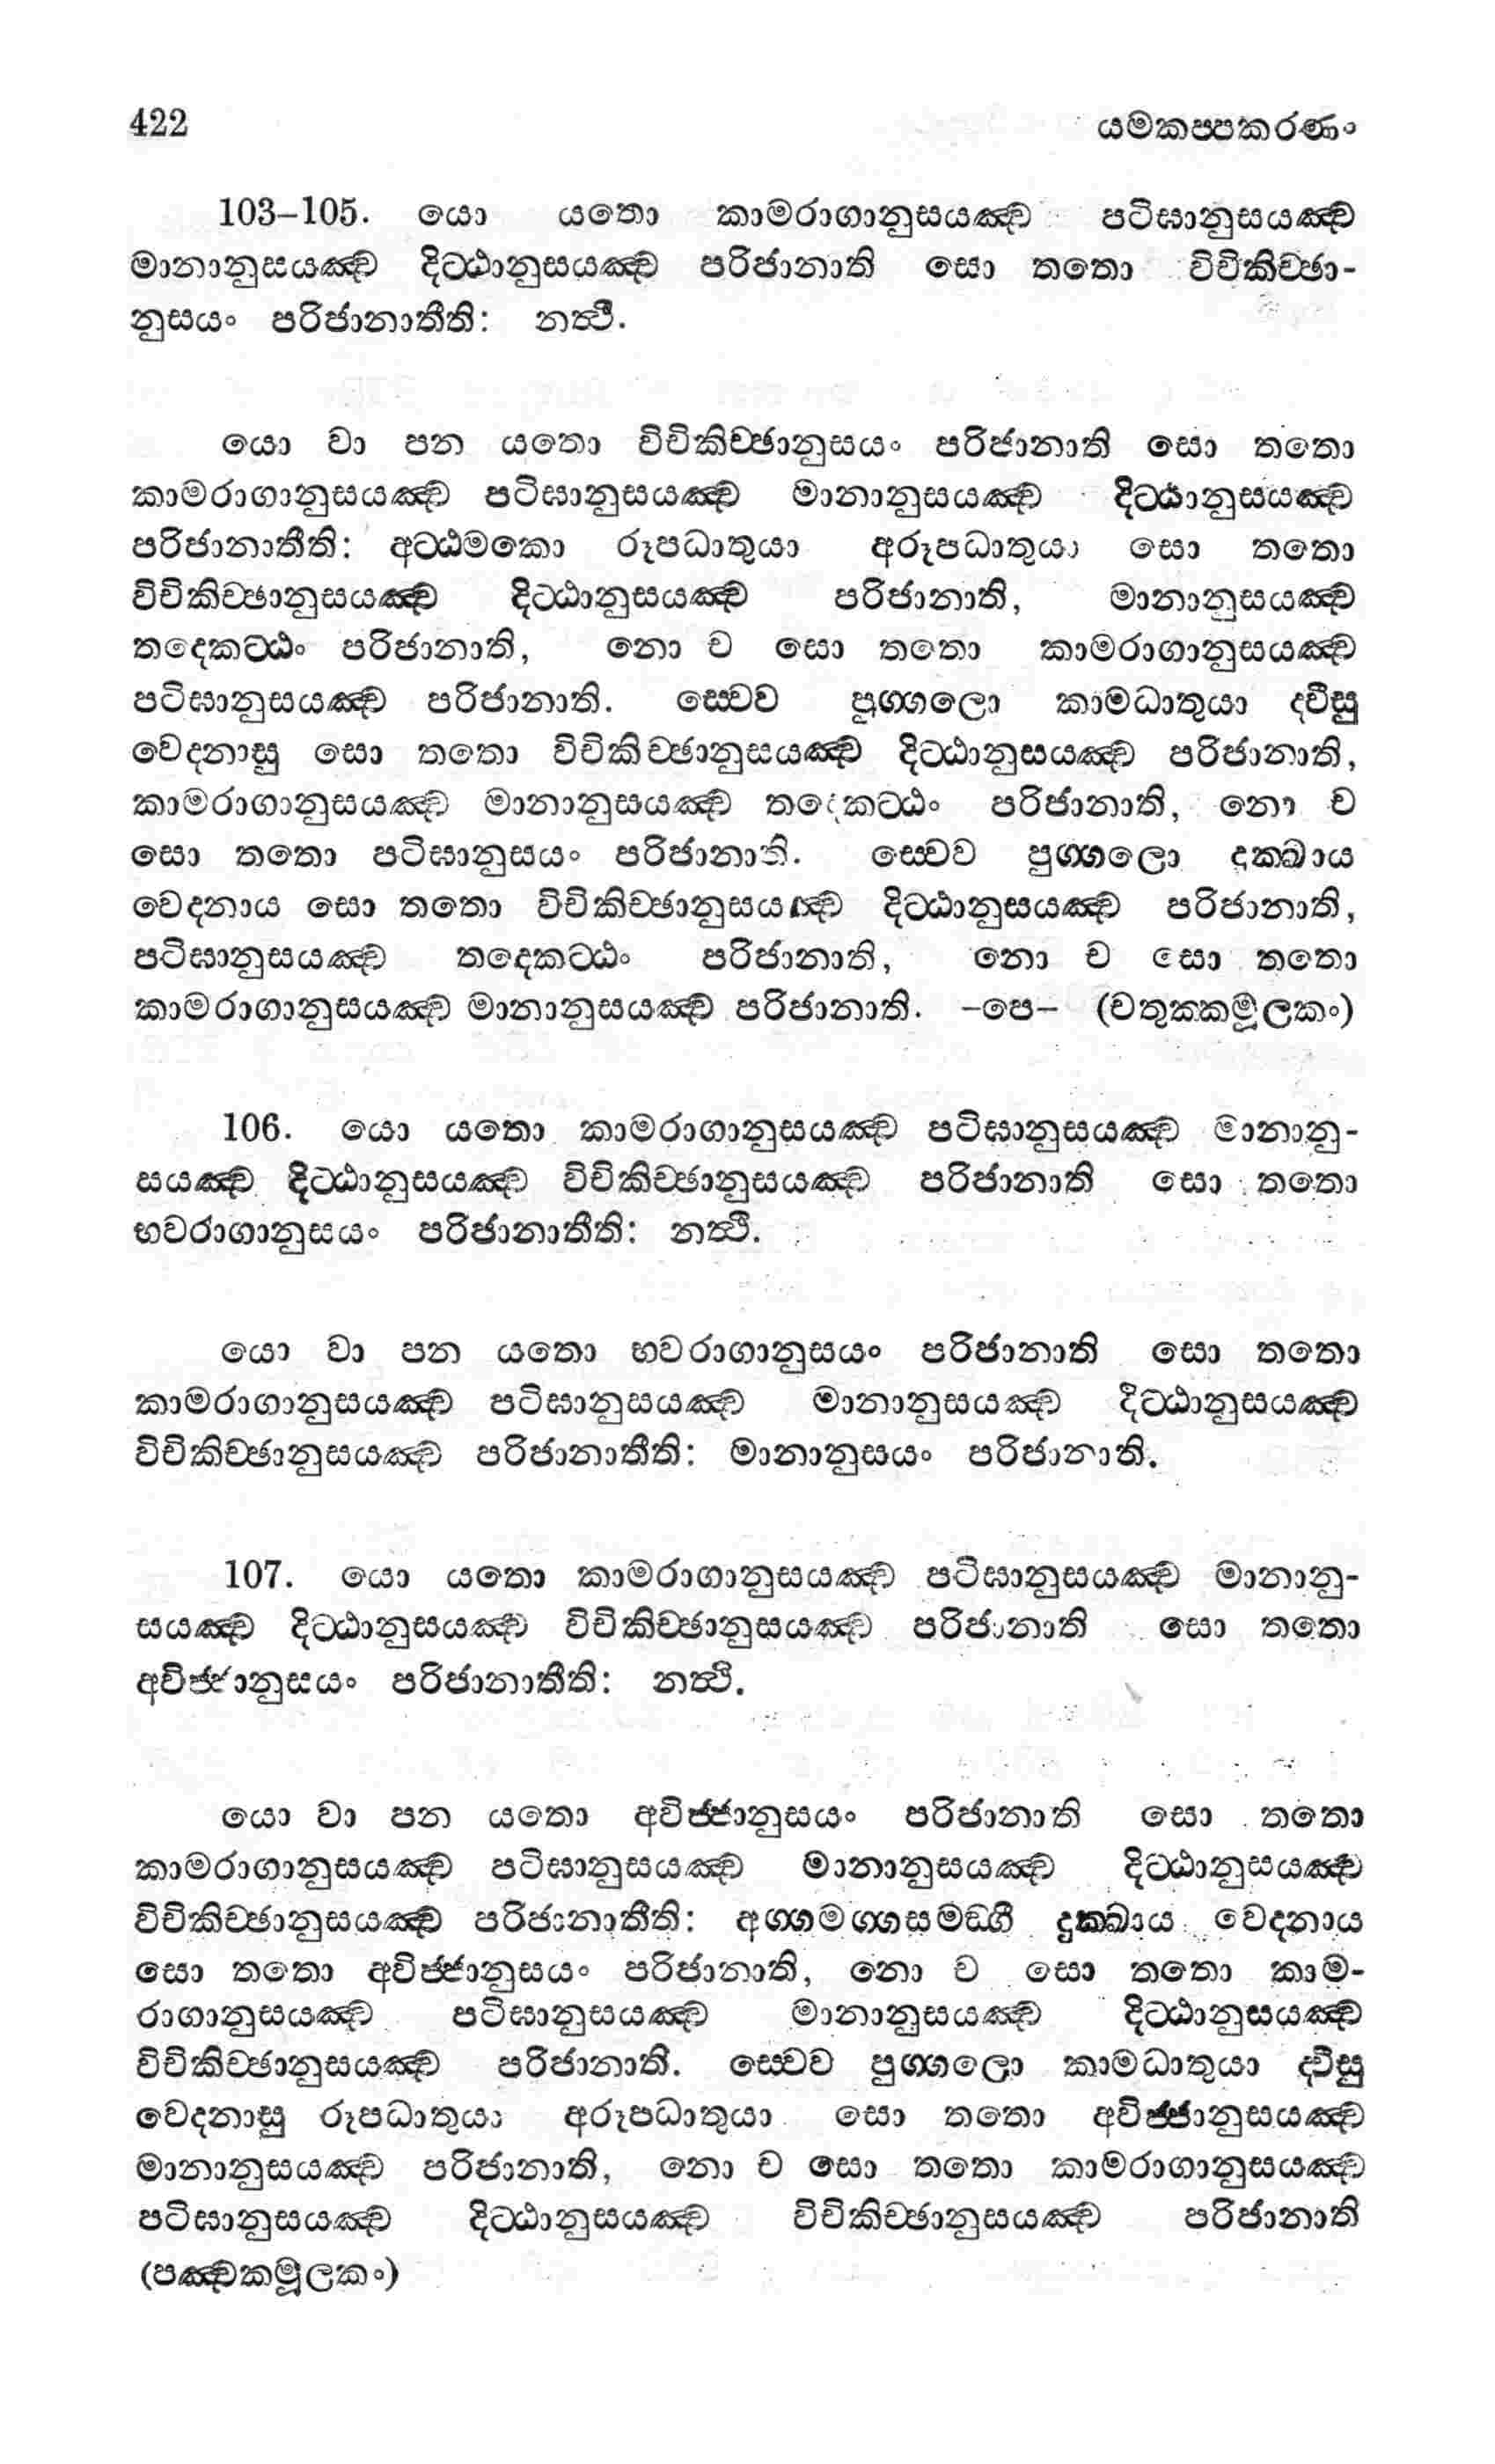 422 යමකප්පකරණං
103–105. යො යතො කාමරාගානුසයඤ්ච පටිඝානුසයඤ්ච
මානානුසයඤ්ච දිට්ඨානුසයඤ්ච පරිජානාති සො තතො විචිකිච්ඡා-
නුසයං පරිජානාතීති: නත්ථි.
යො වා පන යතො විචිකිච්ඡානුසයං පරිජානාති සො තතො
කාමරාගානුසයඤ්ච පටිඝානුසයඤ්ච මානානුසයඤ්ච දිට්ඨානුසයඤ්ච
පරිජානාතීති: අට්ඨමකො රූපධාතුයා අරූපධාතුයා සො තතො
විචිකිච්ඡානුසයඤ්ච දිට්ඨානුසයඤ්ච පරිජානාති, මානානුසයඤ්ච
තදෙකට්ඨං පරිජානාති, නො ච සො තතො කාමරාගානුසයඤ්ච
පටිඝානුසයඤ්ච පරිජානාති. ස්වෙව පුග්ගලො කාමධාතුයා ද්වීසු
වෙදනාසු සො තතො විචිකිච්ඡානුසයඤ්ච දිට්ඨානුසයඤ්ච පරිජානාති,
කාමරාගානුසයඤ්ච මානානුසයඤ්ච තදෙකට්ඨං පරිජානාති, නො ච
සො තතො පටිඝානුසයං පරිජානාති. ස්වෙව පුග්ගලො දුක්ඛාය
වෙදනාය සො තතො විචිකිච්ඡානුසයඤ්ච දිට්ඨානුසයඤ්ච පරිජානාති,
පටිඝානුසයඤ්ච තදෙකට්ඨං පරිජානාති, නො ච සො තතො
කාමරාගානුසයඤ්ච මානානුසයඤ්ච පරිජානාති. –පෙ– (චතුක්කමූලකං)
106. යො යතො කාමරාගානුසයඤ්ච පටිඝානුසයඤ්ච මානානු-
සයඤ්ච දිට්ඨානුසයඤ්ච විචිකිච්ඡානුසයඤ්ච පරිජානාති සො තතො
භවරාගානුසයං පරිජානාතීති: නත්ථි.
යො වා පන යතො භවරාගානුසයං පරිජානාති සො තතො
කාමරාගානුසයඤ්ච පටිඝානුසයඤ්ච මානානුසයඤ්ච දිට්ඨානුසයඤ්ච
විචිකිච්ඡානුසයඤ්ච පරිජානාතීති: මානානුසයං පරිජානාති.
107. යො යතො කාමරාගානුසයඤ්ච පටිඝානුසයඤ්ච මානානු-
සයඤ්ච දිට්ඨානුසයඤ්ච විචිකිච්ඡානුසයඤ්ච පරිජානාති සො තතො
අවිජ්ජානුසයං පරිජානාතීති: නත්ථි.
යො වා පන යතො අවිජ්ජානුසයං පරිජානාති සො තතො
කාමරාගානුසයඤ්ච පටිඝානුසයඤ්ච මානානුසයඤ්ච දිට්ඨානුසයඤ්ච
විචිකිච්ඡානුසයඤ්ච පරිජානාතීති: අග්ගමග්ගසමඞ්ගී දුක්ඛාය වෙදනාය
සො තතො අවිජ්ජානුසයං පරිජානාති, නො ච සො තතො කාම-
රාගානුසයඤ්ච පටිඝානුසයඤ්ච මානානුසයඤ්ච දිට්ඨානුසයඤ්ච
විචිකිච්ඡානුසයඤ්ච පරිජානාති. ස්වෙව පුග්ගලො කාමධාතුයා ද්වීසු
වෙදනාසු රූපධාතුයා අරූපධාතුයා සො තතො අවිජ්ජානුසයඤ්ච
මානානුසයඤ්ච පරිජානාති, නො ච සො තතො කාමරාගානුසයඤ්ච
පටිඝානුසයඤ්ච දිට්ඨානුසයඤ්ච විචිකිච්ඡානුසයඤ්ච පරිජානාති
(පඤ්චකමූලකං)